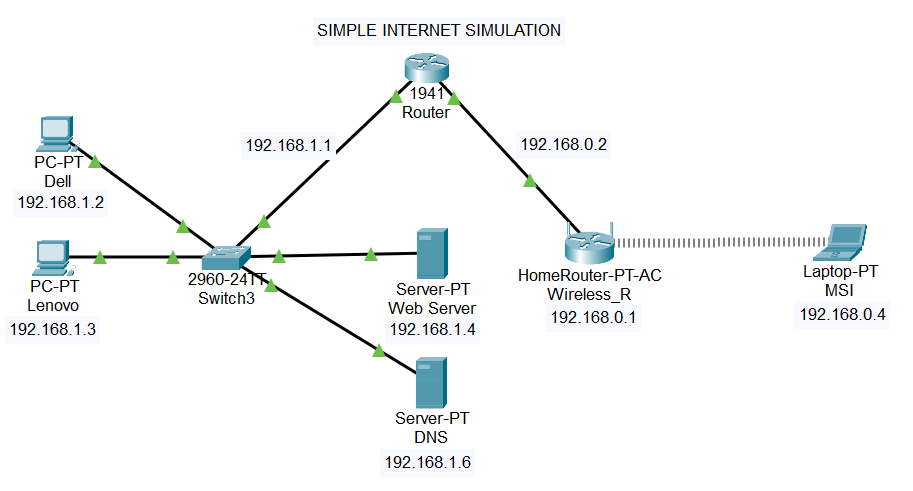 SIMPLE INTERNET SIMULATION
1941
Router
192.168.1.1
192.168.0.2
PC-PT
Dell
192.168.1.2
PC-PT
Lenovo
192.168.1.3
2960-24TT
Switch3
Server-PT
Web Server
192.168.1.4
Server-PT
DNS
192.168.1.6
HomeRouter-PT-AC
Wireless_R
192.168.0.1
Laptop-PT
MSI
192.168.0.4